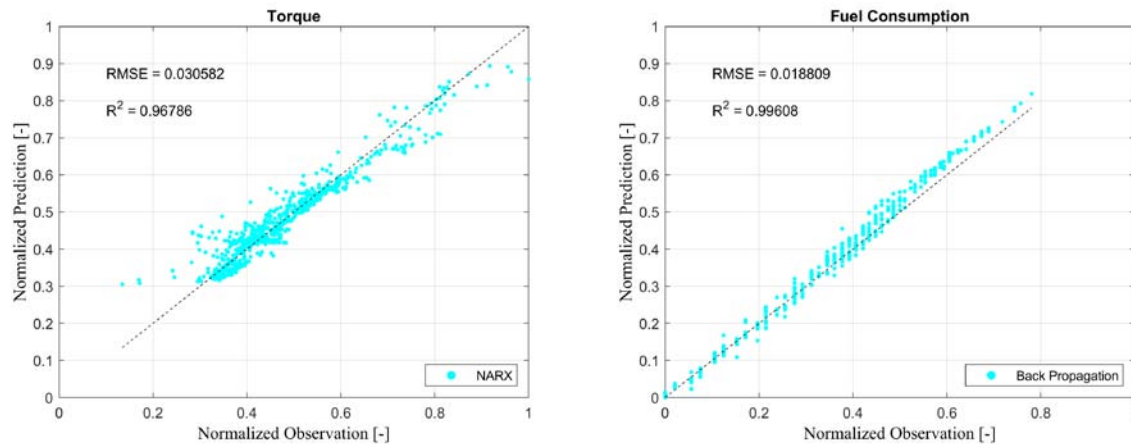 Torque
1
0.9
0.8
0.7
0.6
0.5
0.4
0.3
0.2
0.1
0
Normalized Prediction [-]
RMSE = 0.030582
R² = 0.96786
NARX
0 0.2 0.4 0.6 0.8 1
Normalized Observation [-]
Fuel Consumption
1
0.9
0.8
0.7
0.6
0.5
0.4
0.3
0.2
0.1
0
Normalized Prediction [-]
RMSE = 0.018809
R² = 0.99608
Back Propagation
0 0.2 0.4 0.6 0.8
Normalized Observation [-]